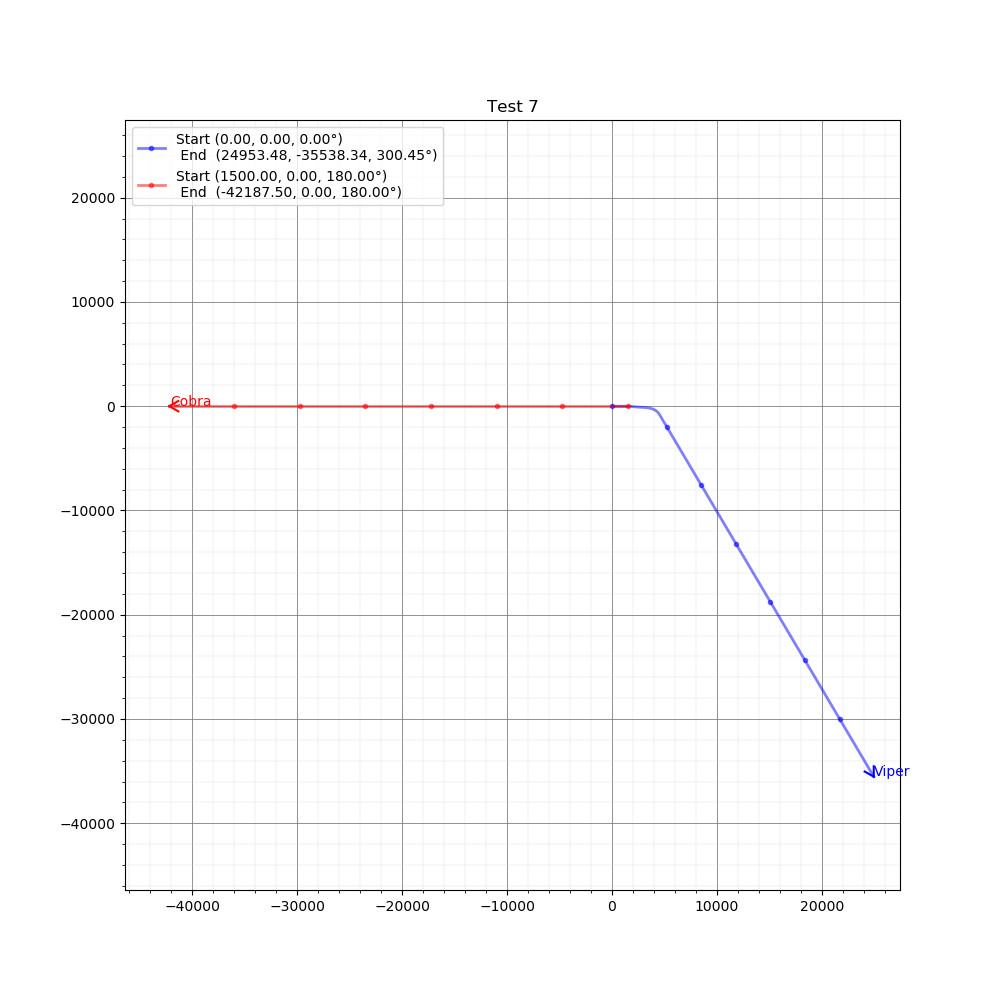 Test 7
Start (0.00, 0.00, 0.00°)
End (24953.48, -35538.34, 300.45°)
Start (1500.00, 0.00, 180.00°)
End (-42187.50, 0.00, 180.00°)
20000
10000
0
−10000
−20000
−30000
−40000
Cobra
Viper
−40000 −30000 −20000 −10000 0 10000 20000